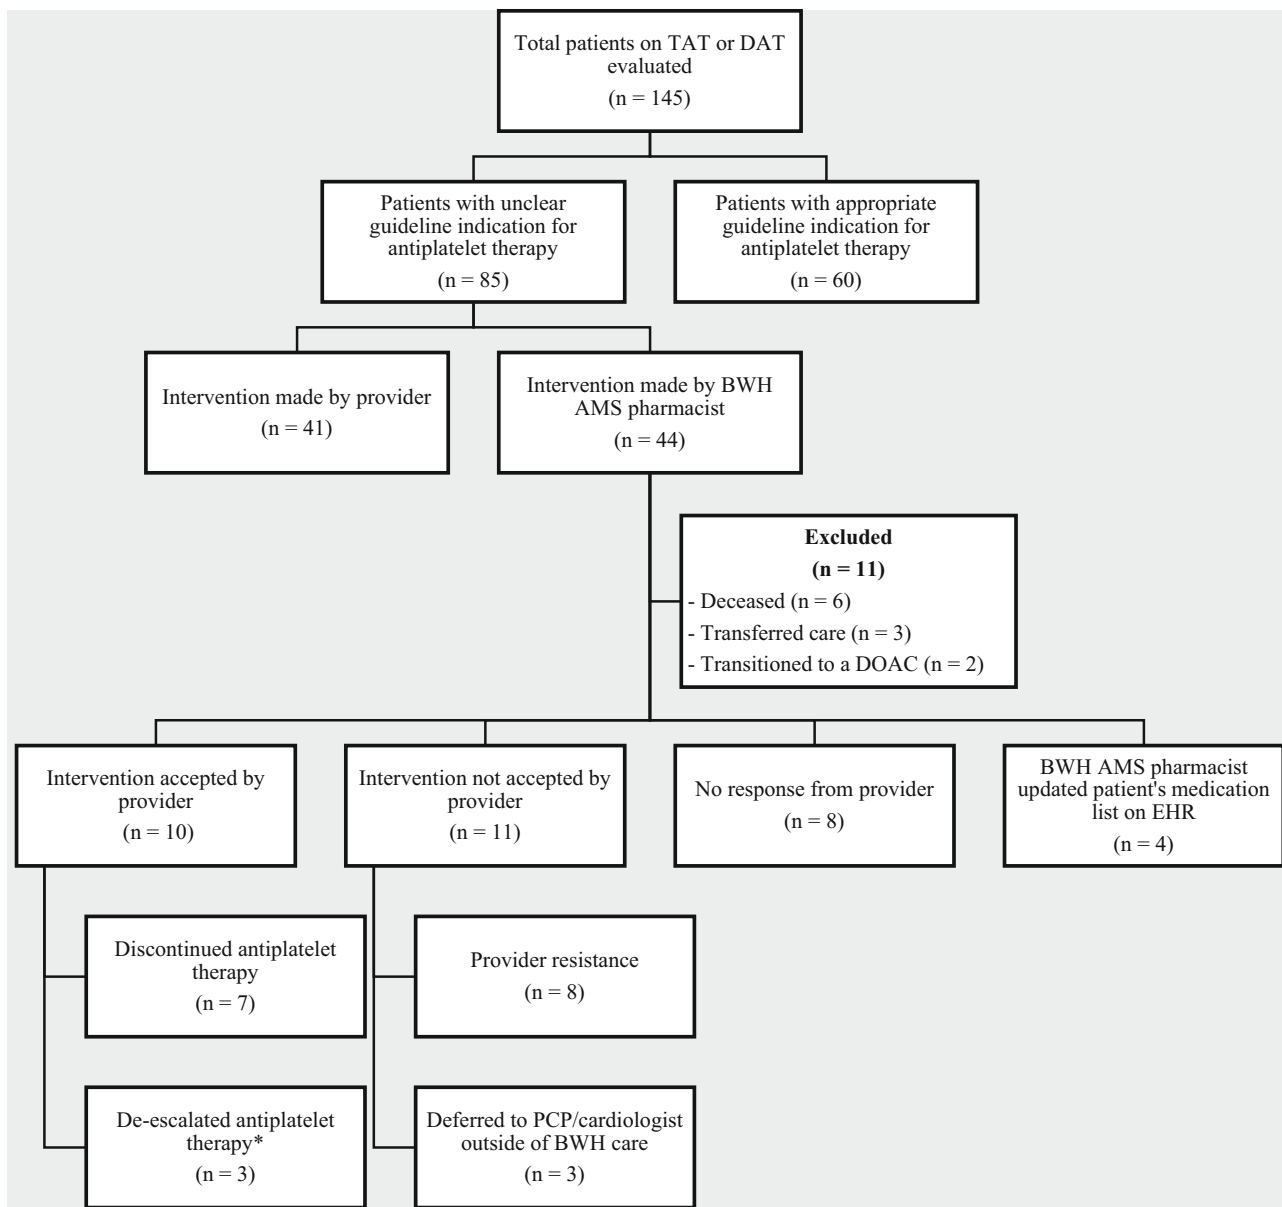 Total patients on TAT or DAT
evaluated
(n = 145)
Patients with unclear
guideline indication for
antiplatelet therapy
(n = 85)
Patients with appropriate
guideline indication for
antiplatelet therapy
(n = 60)
Intervention made by provider
(n = 41)
Intervention made by BWH
AMS pharmacist
(n = 44)
Excluded
(n = 11)
- Deceased (n = 6)
- Transferred care (n = 3)
- Transitioned to a DOAC (n = 2)
Intervention accepted by
provider
(n = 10)
Intervention not accepted by
provider
(n = 11)
No response from provider
(n = 8)
BWH AMS pharmacist
updated patient's medication
list on EHR
(n = 4)
Discontinued antiplatelet
therapy
(n = 7)
Provider resistance
(n = 8)
De-escalated antiplatelet
therapy*
(n = 3)
Deferred to PCP/cardiologist
outside of BWH care
(n = 3)